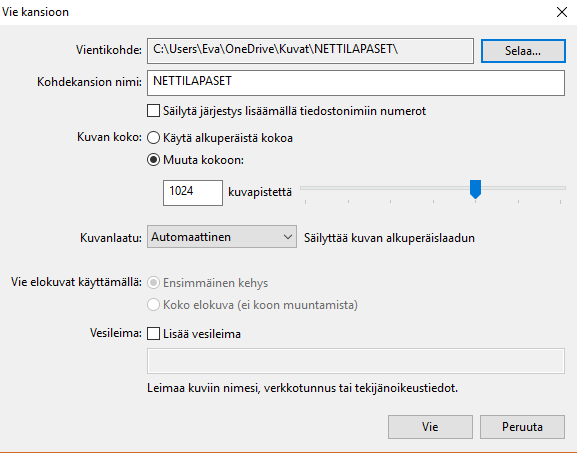 Vie kansioon
Vientikohde: C:\Users\Eva\OneDrive\Kuvat\NETTILAPASET\ Selaa...
Kohdekansion nimi: NETTILAPASET
Säilytä järjestys lisäämällä tiedostonimiin numerot
Kuvan koko: Käytä alkuperäistä kokoa
Muuta kokoon:
1024 kuvapistettä
Kuvanlaatu: Automaattinen Säilyttää kuvan alkuperäislaadun
Vie elokuvat käyttämällä: Ensimmäinen kehys
Koko elokuva (ei koon muuntamista)
Vesileima: Lisää vesileima
Leimaa kuviin nimesi, verkkotunnus tai tekijänoikeustiedot.
Vie Peruuta